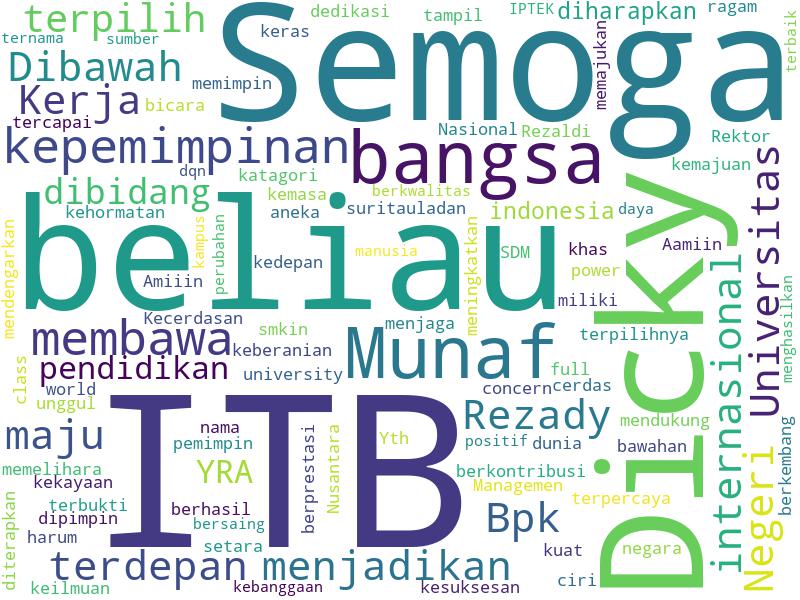 terpilih
Semoga
dedikasi
tampil
IPTEK
diharapkan
ragam
ternama
sumber
keras
memajukan
terbaik
Dibawah
memimpin
Kerja
bicara
tercapai
kepemimpinan
bangsa
Nasional
Rezaldi
Rektor
kemajuan
dqn
katagori
dibidang
kemasa
berkwalitas
kehormatan
aneka
suritauladan
indonesia
daya
Universitas
mendengarkan
beliau
kampus
perubahan
kedepan
manusia
meningkatkan
SDM
khas
power
Dicky
Aamiin
internasional
Amiiin
miliki
menghasilkan
Kecerdasan
smkin
menjaga
terpilihnya
membawa
keberanian
Munaf
pendidikan
university
full
class
world
concern
cerdas
unggul
ITB
Rezady
mendukung
maju
nama
pemimpin
berprestasi
Nusantara
Yth
positif
dunia
bawahan
Negeri
berkembang
memelihara
YRA
berkontribusi
kekayaan
Managemen
terpercaya
diterapkan
terbukti
berhasil
Bpk
dipimpin
bersaing
harum
setara
kuat
negara
terdepan
menjadikan
keilmuan
kebanggaan
kesuksesan
ciri